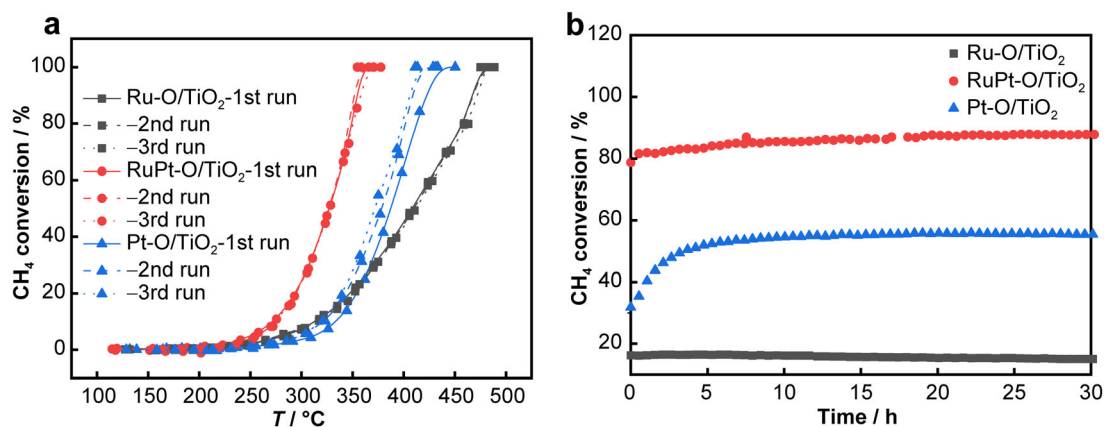 a
CH₄ conversion / %
100
80
60
40
20
0
Ru-O/TiO₂-1st run
–2nd run
–3rd run
RuPt-O/TiO₂-1st run
–2nd run
–3rd run
Pt-O/TiO₂-1st run
–2nd run
–3rd run
100 150 200 250 300 350 400 450 500
T / °C
b
CH₄ conversion / %
120
100
80
60
40
20
Ru-O/TiO₂
RuPt-O/TiO₂
Pt-O/TiO₂
0 5 10 15 20 25 30
Time / h